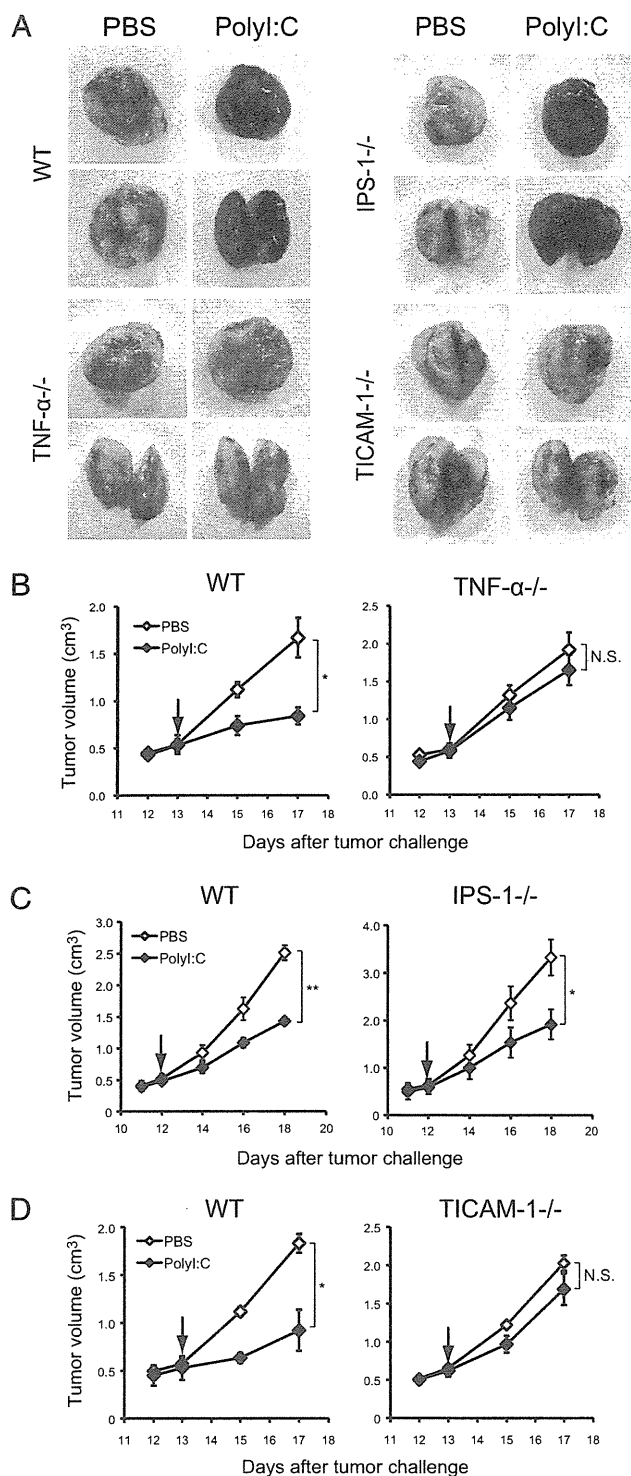 A
PBS PolyI:C PBS PolyI:C
WT
IPS-1-/-
TNF-α-/-
TICAM-1-/-
B
WT
Tumor volume (cm3)
2.0
1.5
1.0
0.5
0.0
PBS
PolyI:C
*
11 12 13 14 15 16 17 18
TNF-α-/-
2.5
2.0
1.5
1.0
0.5
0.0
N.S.
11 12 13 14 15 16 17 18
Days after tumor challenge
C
WT
Tumor volume (cm3)
3.0
2.5
2.0
1.5
1.0
0.5
0
PBS
PolyI:C
**
10 12 14 16 18 20
IPS-1-/-
4.0
3.0
2.0
1.0
0
*
10 12 14 16 18 20
Days after tumor challenge
D
WT
Tumor volume (cm3)
2.0
1.5
1.0
0.5
0
PBS
PolyI:C
*
11 12 13 14 15 16 17 18
TICAM-1-/-
2.5
2.0
1.5
1.0
0.5
0
N.S.
11 12 13 14 15 16 17 18
Days after tumor challenge